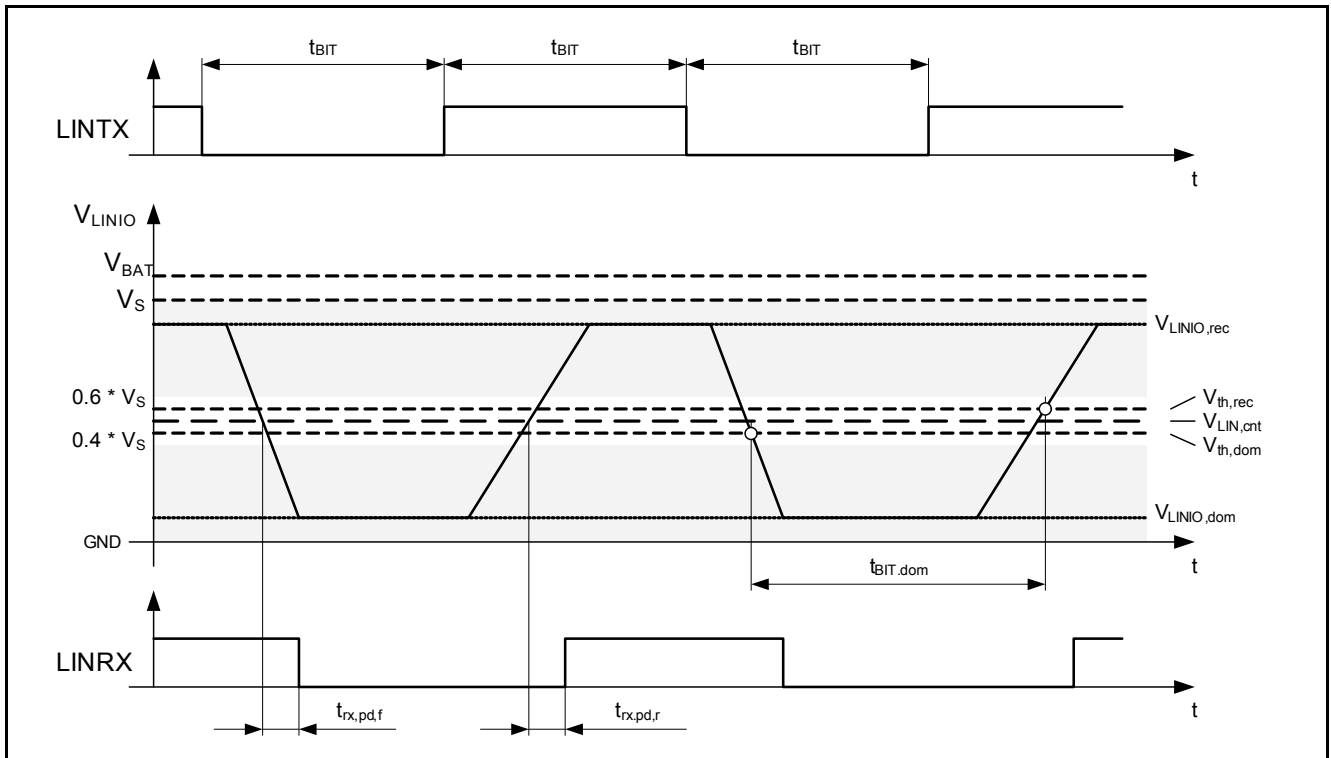 tBIT tBIT tBIT
LINTX
t
VLINIO
VBAT
VS
VLINIO,rec
0.6 * VS
Vth,rec
VLIN,cnt
0.4 * VS
Vth,dom
VLINIO,dom
GND
tBIT.dom
t
LINRX
t
trx,pd,f trx.pd,r